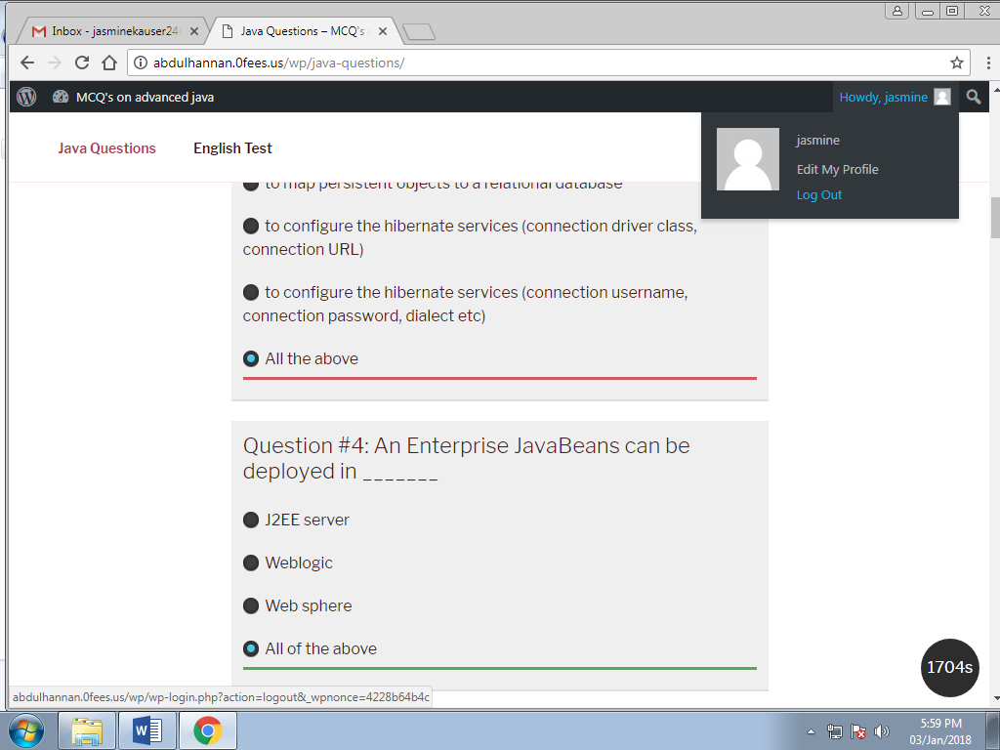 Inbox - jasminekauser24
Java Questions – MCQ's
abdulhannan.0fees.us/wp/java-questions/
MCQ's on advanced java
Howdy, jasmine
jasmine
Edit My Profile
Log Out
Java Questions
English Test
to map persistent objects to a relational database
to configure the hibernate services (connection driver class,
connection URL)
to configure the hibernate services (connection username,
connection password, dialect etc)
All the above
Question #4: An Enterprise JavaBeans can be
deployed in _______
J2EE server
Weblogic
Web sphere
All of the above
1704s
abdulhannan.0fees.us/wp/wp-login.php?action=logout&_wpnonce=4228b64b4c
5:59 PM
03/Jan/2018